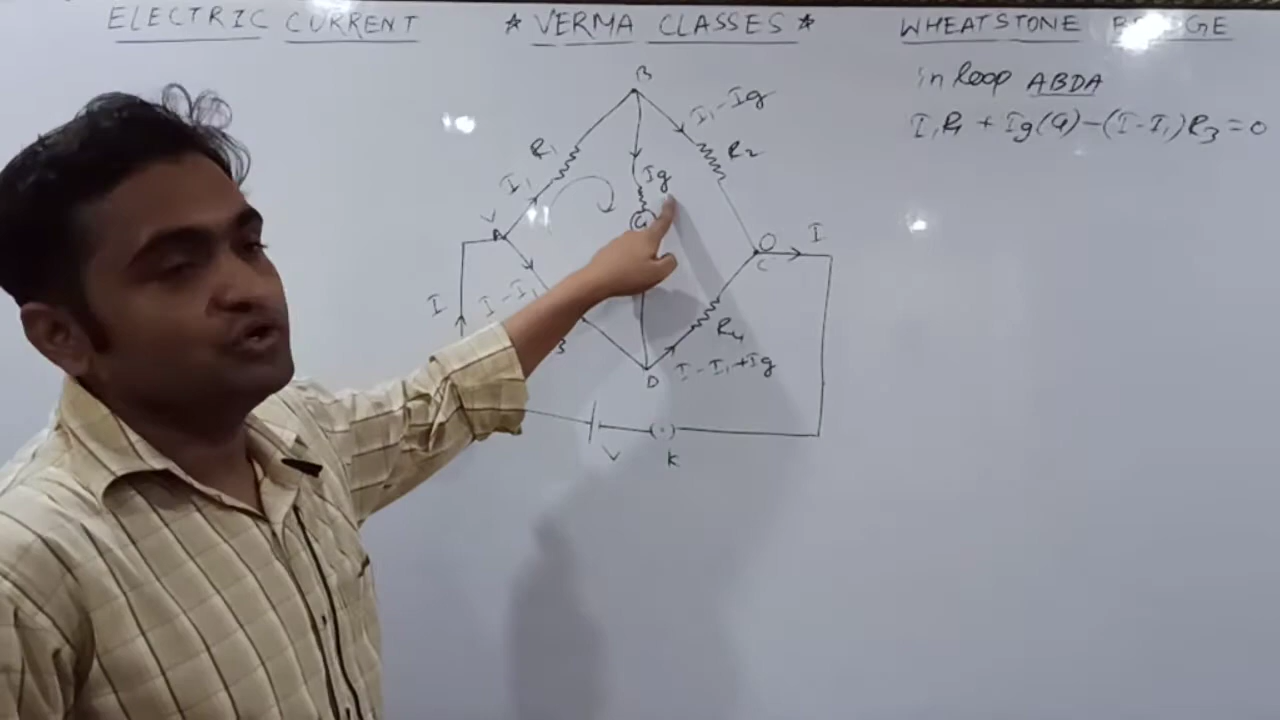 ELECTRIC CURRENT
* VERMA CLASSES *
WHEATSTONE
in loop ABDA
I₁R₁ + Ig(G) - (I-I₁)R₃ = 0
B
I₁-Ig
R₁
R₂
I₁
Ig
G
V
A
O
C
I
I
I-I₁
3
R₄
D
I-I₁+Ig
V
K